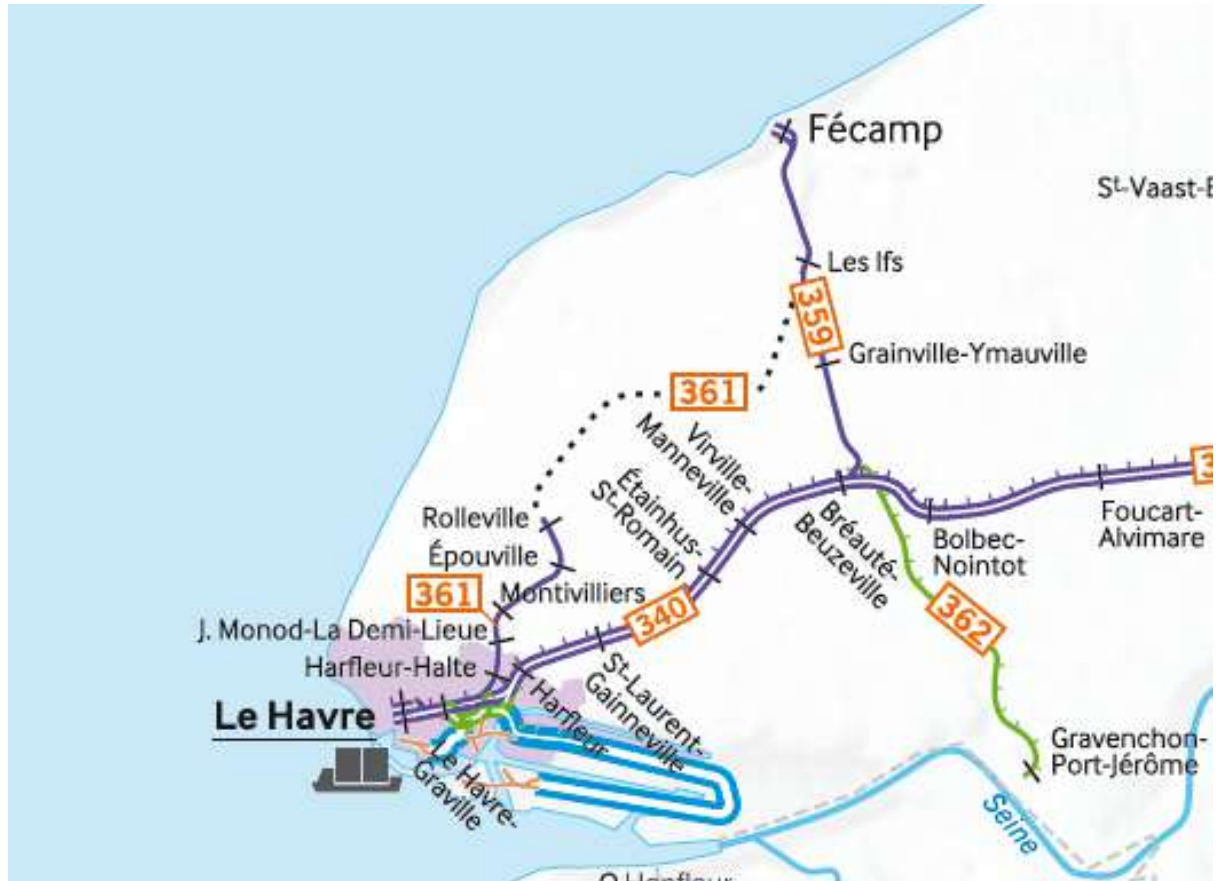 Fécamp
St-Vaast-E
Les Ifs
359
Grainville-Ymauville
361
Virville-
Manneville
Étainhus-
St-Romain
Rolleville
Épouville
361
Montivilliers
J. Monod-La Demi-Lieue
Harfleur-Halte
340
Bréauté-
Beuzeville
Bolbec-
Nointot
Foucart-
Alvimare
3
362
St-Laurent-
Gainneville
Harfleur
Le Havre
Le Havre-
Graville
Gravenchon-
Port-Jérôme
Seine